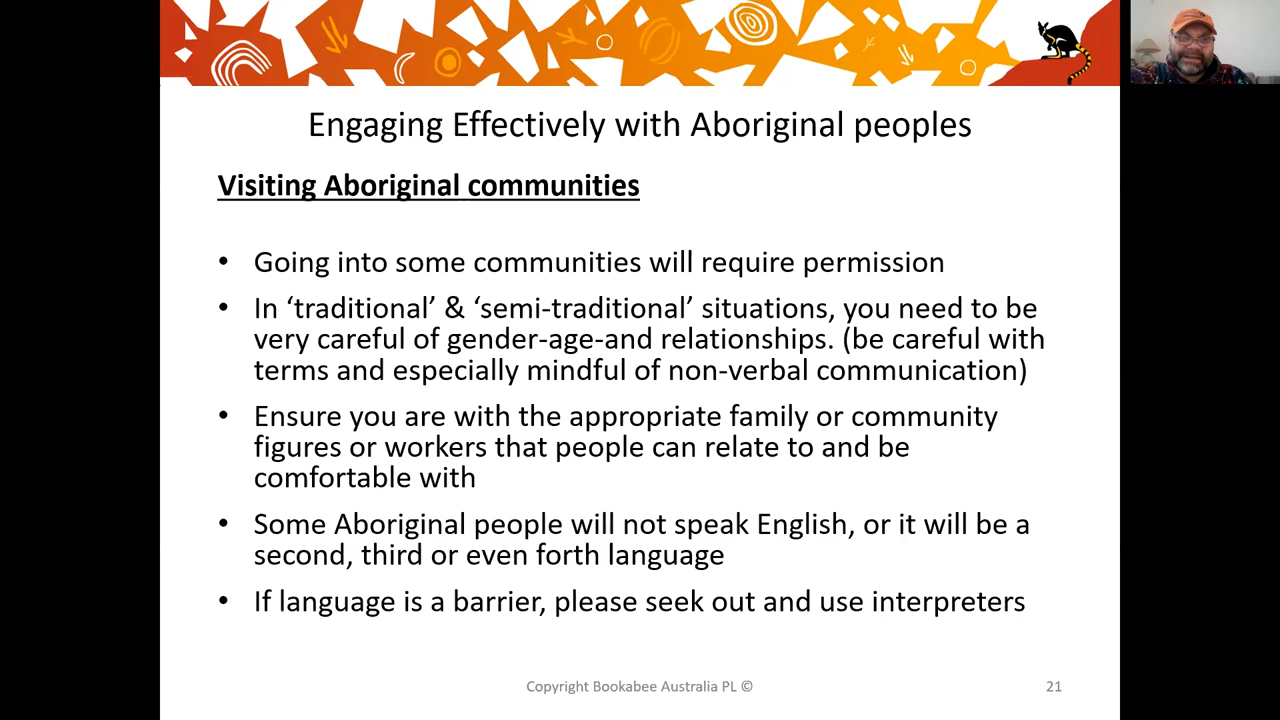 Engaging Effectively with Aboriginal peoples
Visiting Aboriginal communities
• Going into some communities will require permission
• In ‘traditional’ & ‘semi-traditional’ situations, you need to be
very careful of gender-age-and relationships. (be careful with
terms and especially mindful of non-verbal communication)
• Ensure you are with the appropriate family or community
figures or workers that people can relate to and be
comfortable with
• Some Aboriginal people will not speak English, or it will be a
second, third or even forth language
• If language is a barrier, please seek out and use interpreters
Copyright Bookabee Australia PL ©
21